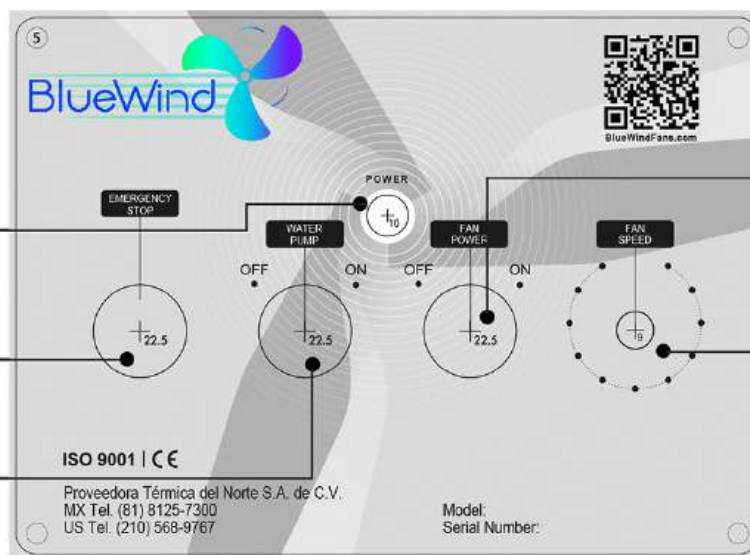 5
BlueWind
BlueWindFans.com
POWER
10
EMERGENCY
STOP
WATER
PUMP
FAN
POWER
FAN
SPEED
OFF ON OFF ON
22.5 22.5 22.5 9
ISO 9001 | CE
Proveedora Térmica del Norte S.A. de C.V.
MX Tel. (81) 8125-7300
US Tel. (210) 568-9767
Model:
Serial Number: